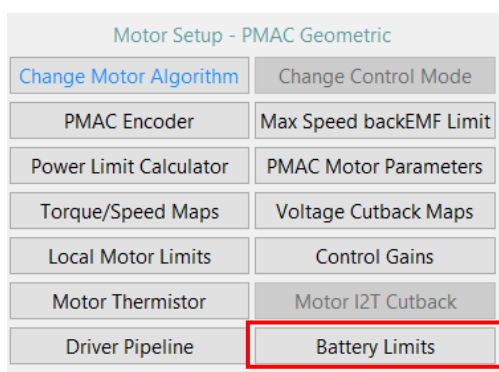 Motor Setup - PMAC Geometric
Change Motor Algorithm Change Control Mode
PMAC Encoder Max Speed backEMF Limit
Power Limit Calculator PMAC Motor Parameters
Torque/Speed Maps Voltage Cutback Maps
Local Motor Limits Control Gains
Motor Thermistor Motor I2T Cutback
Driver Pipeline Battery Limits